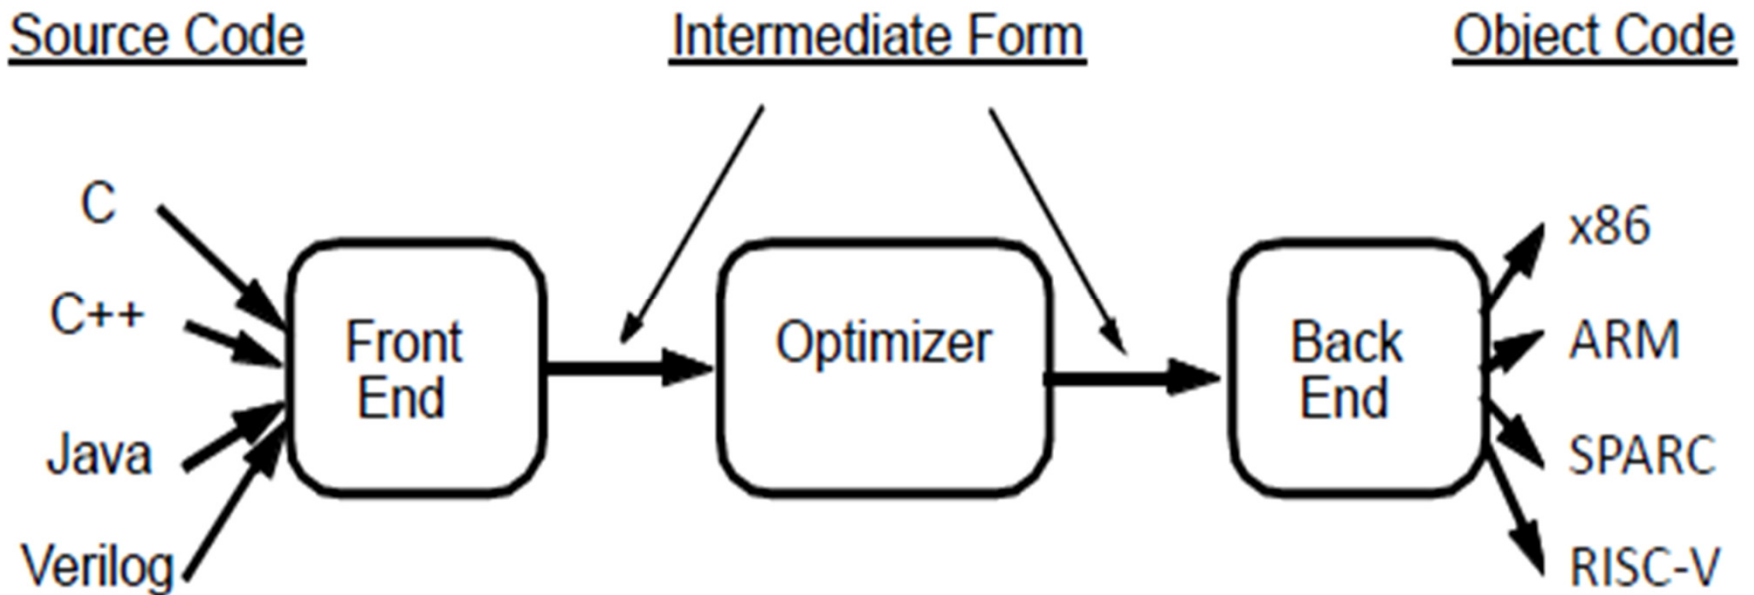 Source Code
Intermediate Form
Object Code
C
C++
Java
Verilog
Front
End
Optimizer
Back
End
x86
ARM
SPARC
RISC-V